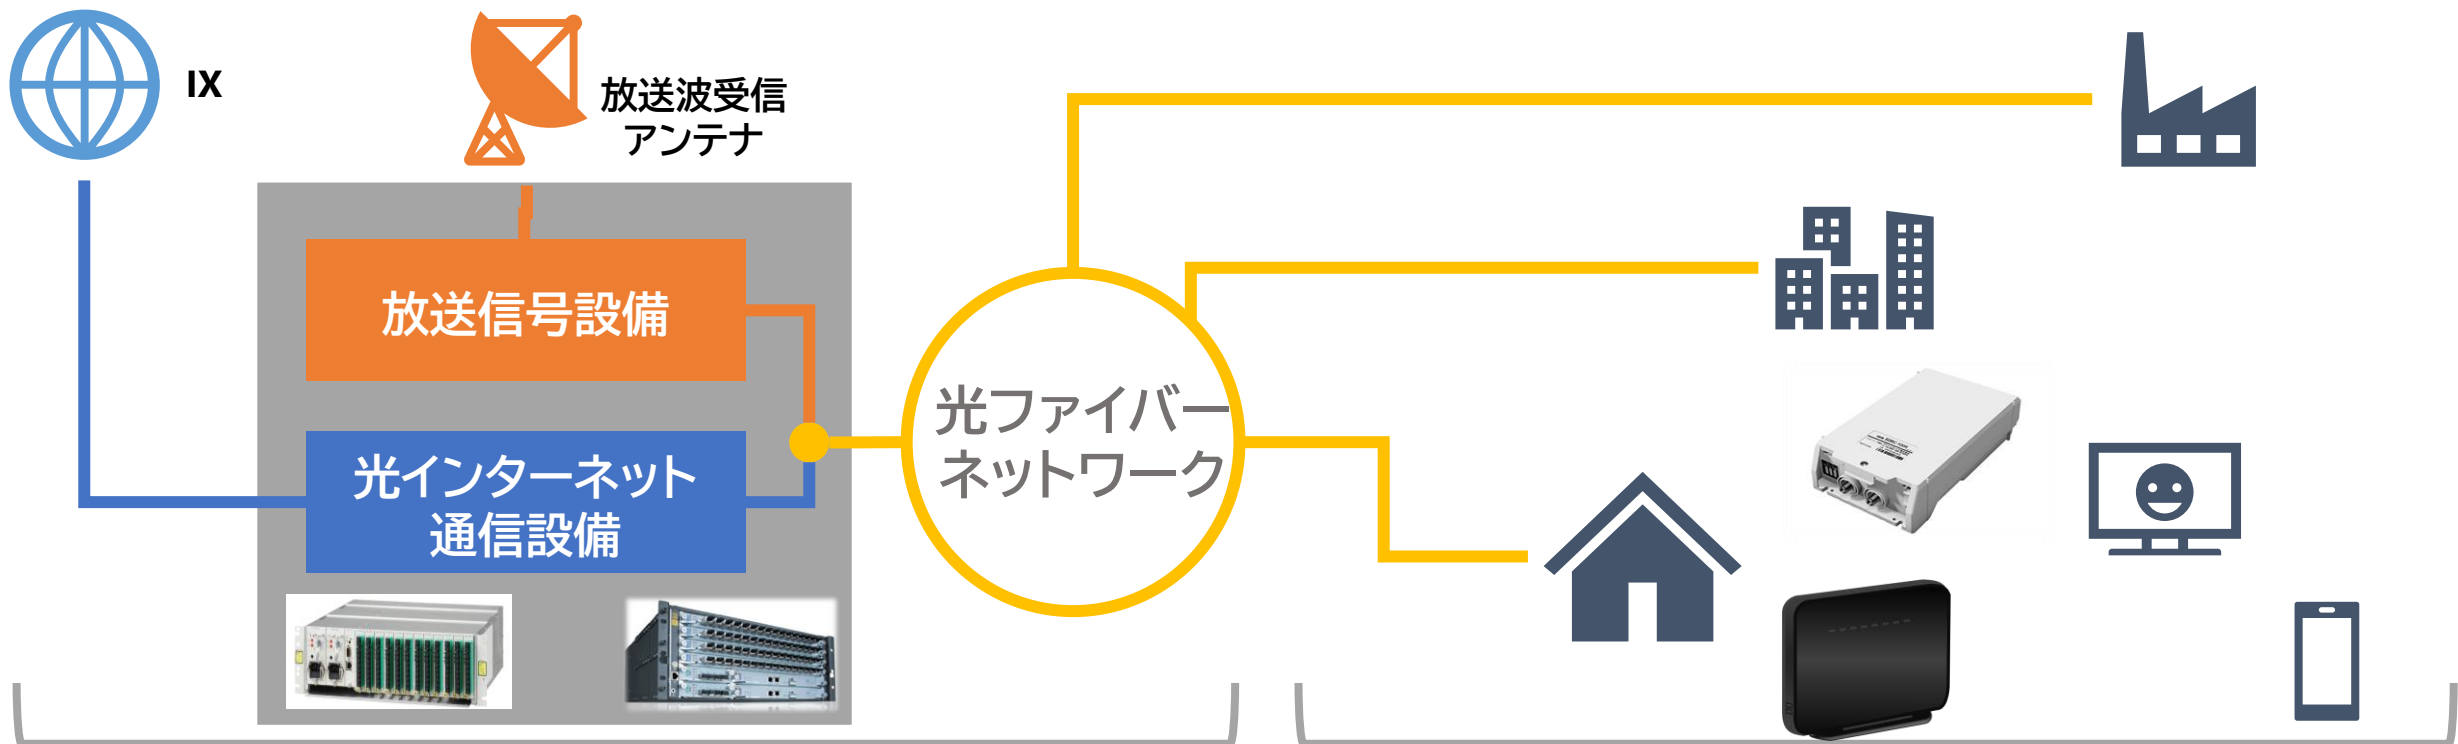 IX
放送波受信
アンテナ
放送信号設備
光インターネット
通信設備
光ファイバー
ネットワーク